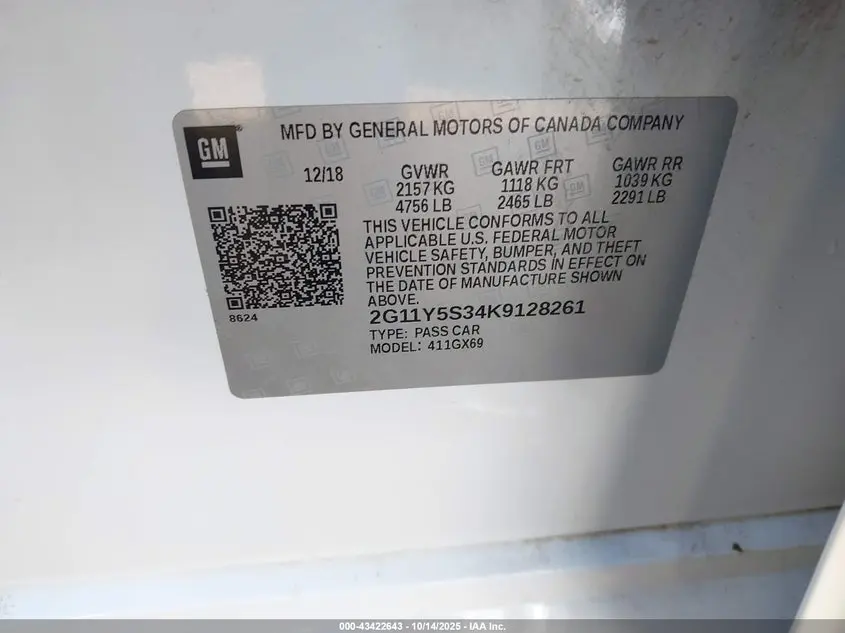 GM®
MFD BY GENERAL MOTORS OF CANADA COMPANY
12/18
GVWR
2157 KG
4756 LB
GAWR FRT
1118 KG
2465 LB
GAWR RR
1039 KG
2291 LB
THIS VEHICLE CONFORMS TO ALL
APPLICABLE U.S. FEDERAL MOTOR
VEHICLE SAFETY, BUMPER, AND THEFT
PREVENTION STANDARDS IN EFFECT ON
THE DATE OF MANUFACTURE SHOWN
ABOVE.
8624
2G11Y5S34K9128261
TYPE: PASS CAR
MODEL: 411GX69
000-43422643 - 10/14/2025 - IAA Inc.